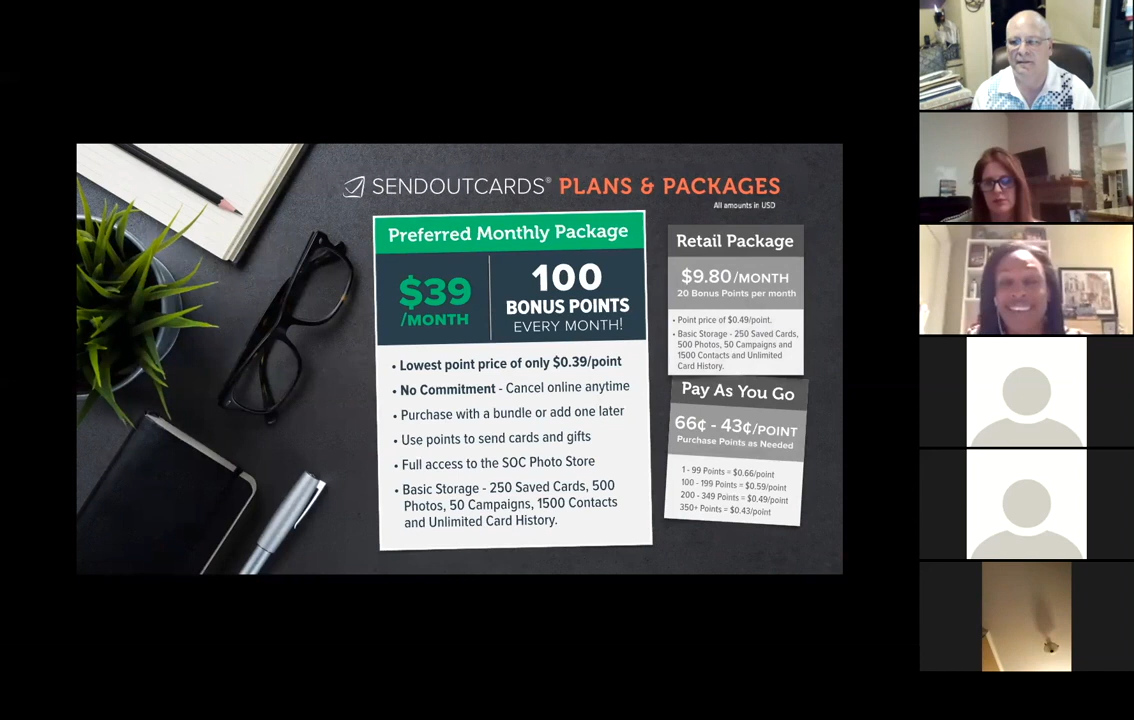 SENDOUTCARDS® PLANS & PACKAGES
All amounts in USD
Preferred Monthly Package
$39
/MONTH
100
BONUS POINTS
EVERY MONTH!
• Lowest point price of only $0.39/point
• No Commitment - Cancel online anytime
• Purchase with a bundle or add one later
• Use points to send cards and gifts
• Full access to the SOC Photo Store
• Basic Storage - 250 Saved Cards, 500
Photos, 50 Campaigns, 1500 Contacts
and Unlimited Card History.
Retail Package
$9.80/MONTH
20 Bonus Points per month
• Point price of $0.49/point.
• Basic Storage - 250 Saved Cards,
500 Photos, 50 Campaigns and
1500 Contacts and Unlimited
Card History.
Pay As You Go
66¢ - 43¢/POINT
Purchase Points as Needed
1 - 99 Points = $0.66/point
100 - 199 Points = $0.59/point
200 - 349 Points = $0.49/point
350+ Points = $0.43/point